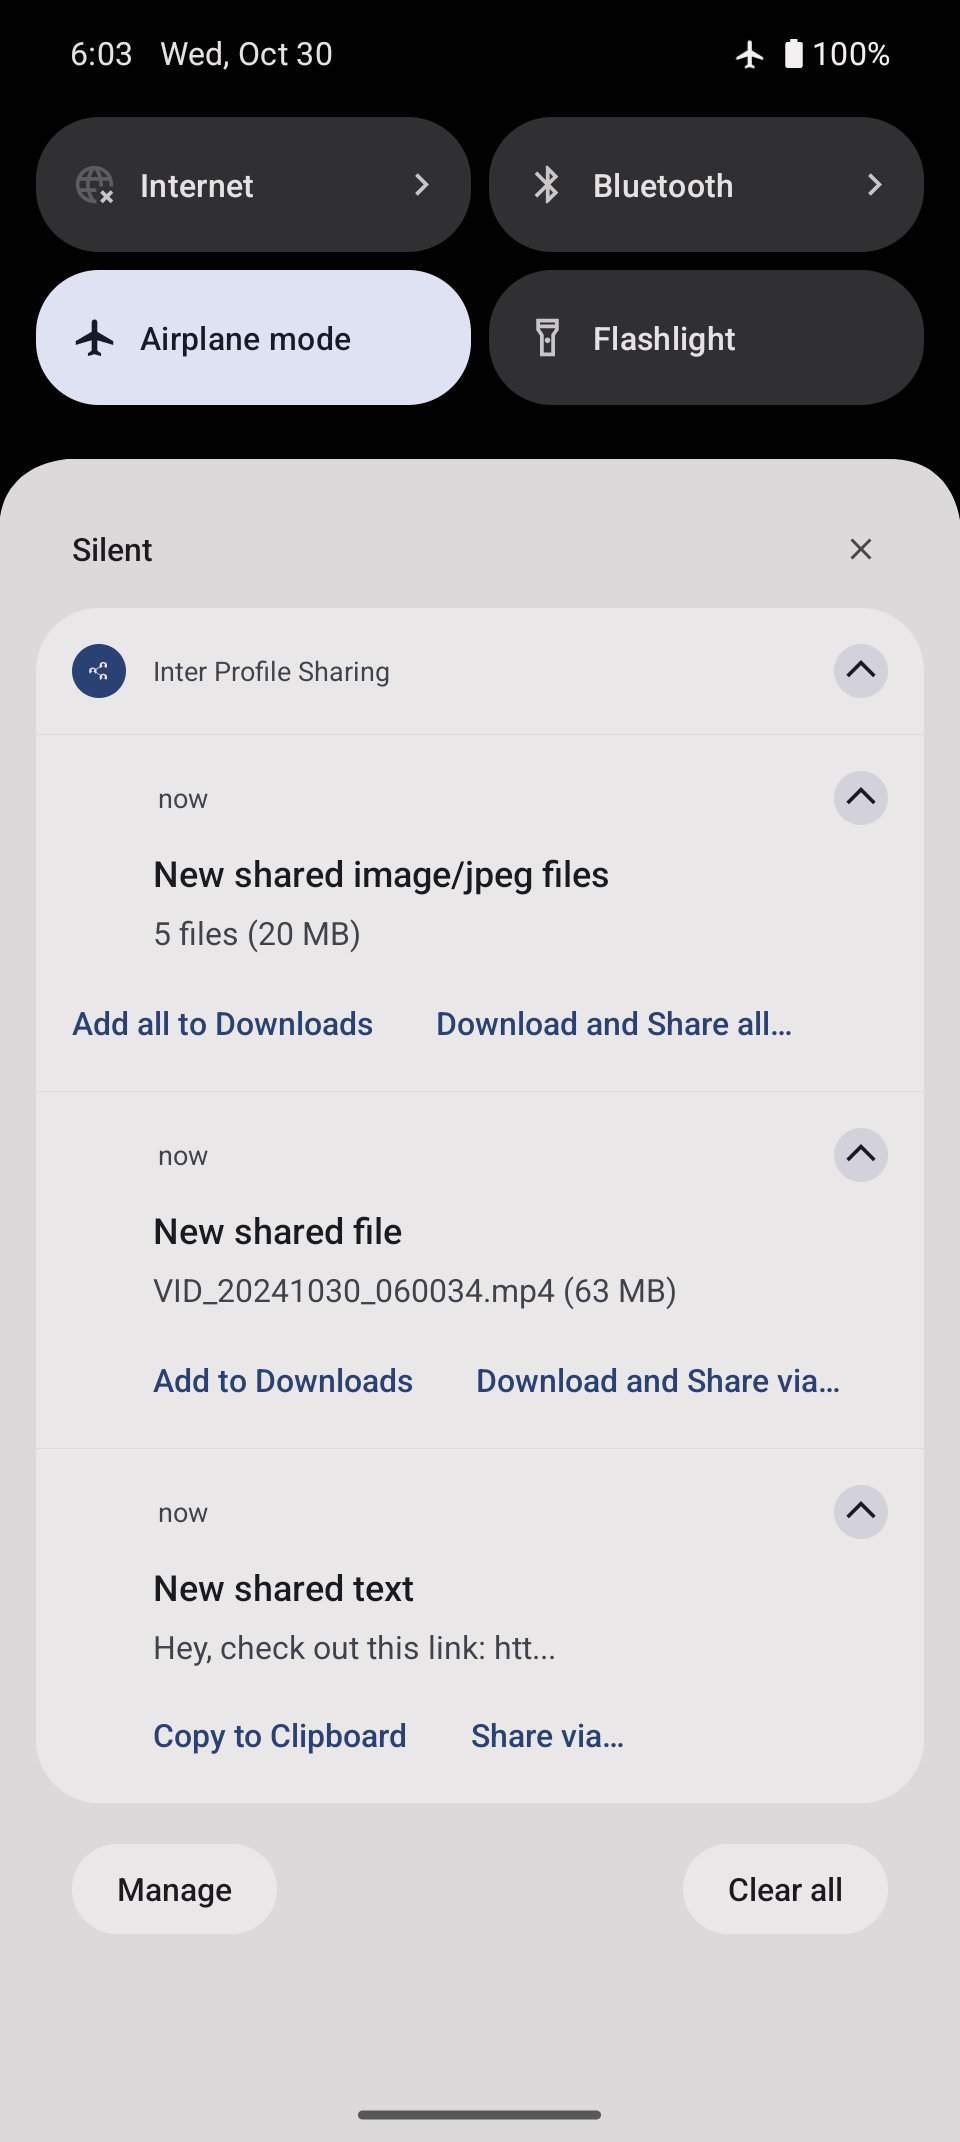 6:03 Wed, Oct 30 100%
Internet Bluetooth
Airplane mode Flashlight
Silent
Inter Profile Sharing
now
New shared image/jpeg files
5 files (20 MB)
Add all to Downloads Download and Share all...
now
New shared file
VID_20241030_060034.mp4 (63 MB)
Add to Downloads Download and Share via...
now
New shared text
Hey, check out this link: htt...
Copy to Clipboard Share via...
Manage Clear all